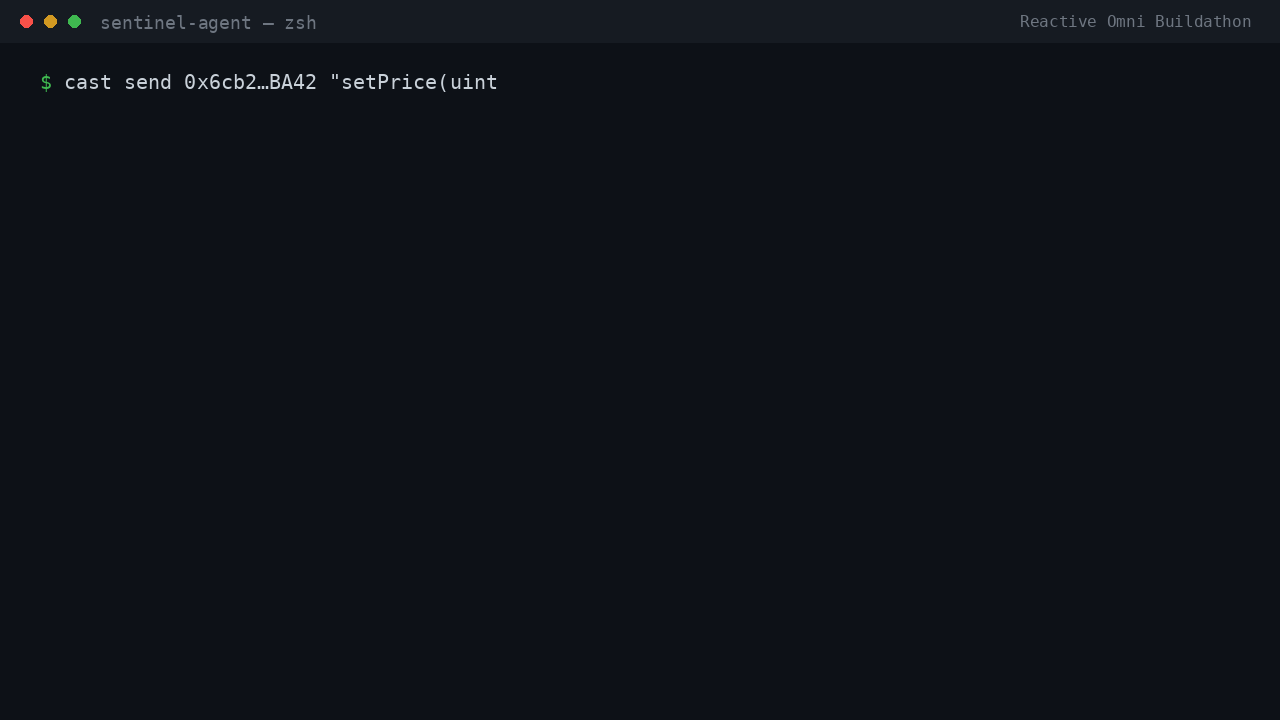 sentinel-agent — zsh
Reactive Omni Buildathon
$ cast send 0x6cb2…BA42 "setPrice(uint